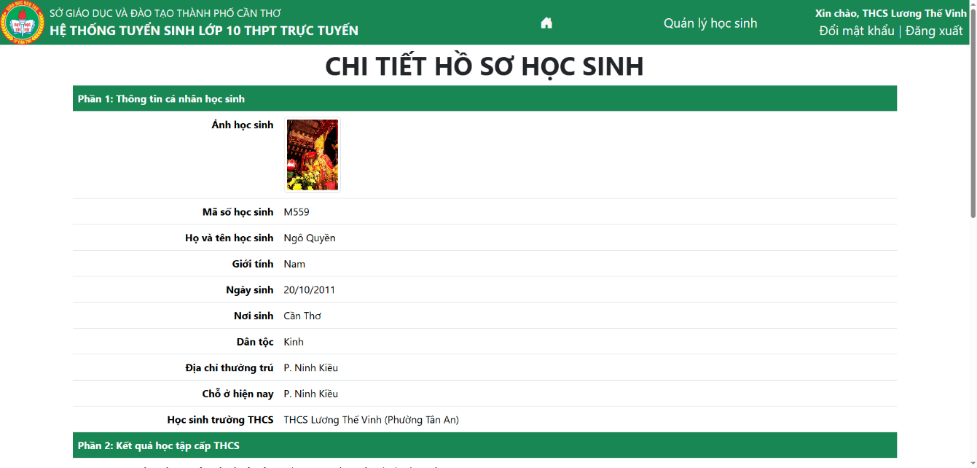 SỞ GIÁO DỤC VÀ ĐÀO TẠO THÀNH PHỐ CẦN THƠ
HỆ THỐNG TUYỂN SINH LỚP 10 THPT TRỰC TUYẾN
Quản lý học sinh
Xin chào, THCS Lương Thế Vinh
Đổi mật khẩu | Đăng xuất
CHI TIẾT HỒ SƠ HỌC SINH
Phần 1: Thông tin cá nhân học sinh
Ảnh học sinh
Mã số học sinh M559
Họ và tên học sinh Ngô Quyền
Giới tính Nam
Ngày sinh 20/10/2011
Nơi sinh Cần Thơ
Dân tộc Kinh
Địa chỉ thường trú P. Ninh Kiều
Chỗ ở hiện nay P. Ninh Kiều
Học sinh trường THCS THCS Lương Thế Vinh (Phường Tân An)
Phần 2: Kết quả học tập cấp THCS